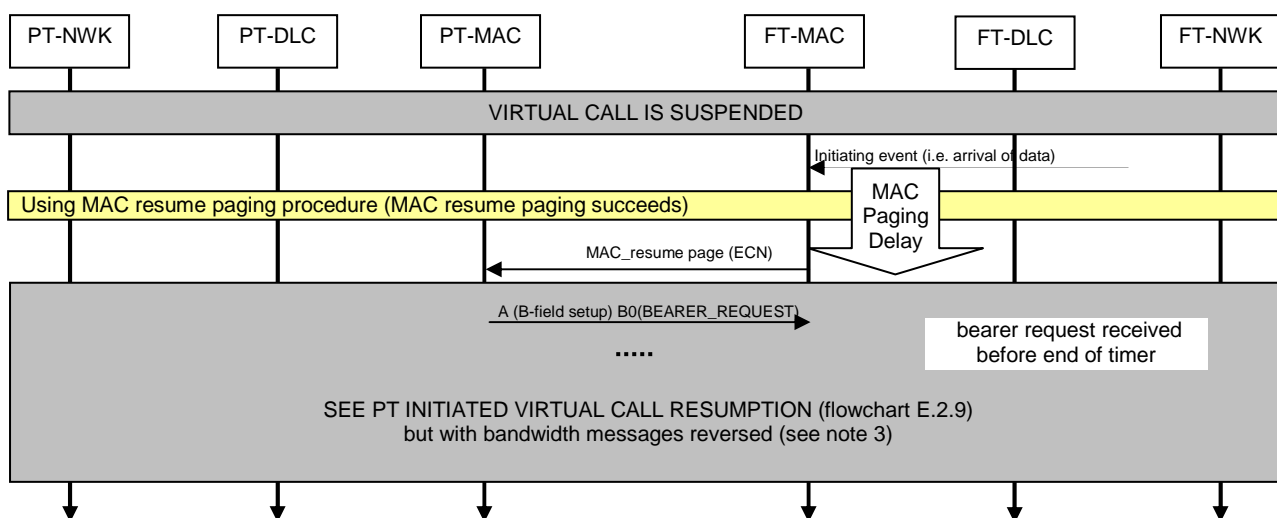 PT-NWK PT-DLC PT-MAC FT-MAC FT-DLC FT-NWK
VIRTUAL CALL IS SUSPENDED
Initiating event (i.e. arrival of data)
Using MAC resume paging procedure (MAC resume paging succeeds)
MAC
Paging
Delay
MAC_resume page (ECN)
A (B-field setup) B0(BEARER_REQUEST)
bearer request received
before end of timer
.....
SEE PT INITIATED VIRTUAL CALL RESUMPTION (flowchart E.2.9)
but with bandwidth messages reversed (see note 3)